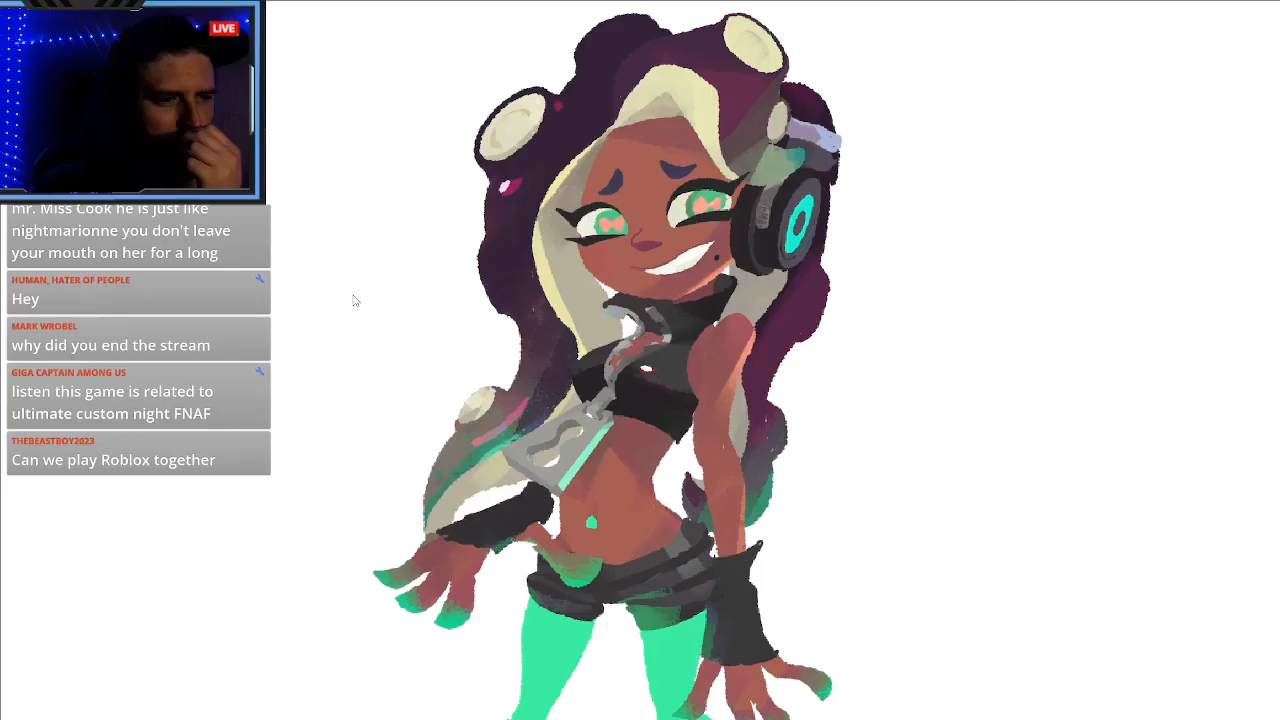 LIVE
mr. Miss Cook he is just like
nightmarionne you don't leave
your mouth on her for a long
HUMAN, HATER OF PEOPLE
Hey
MARK WROBEL
why did you end the stream
GIGA CAPTAIN AMONG US
listen this game is related to
ultimate custom night FNAF
THEBEASTBOY2023
Can we play Roblox together